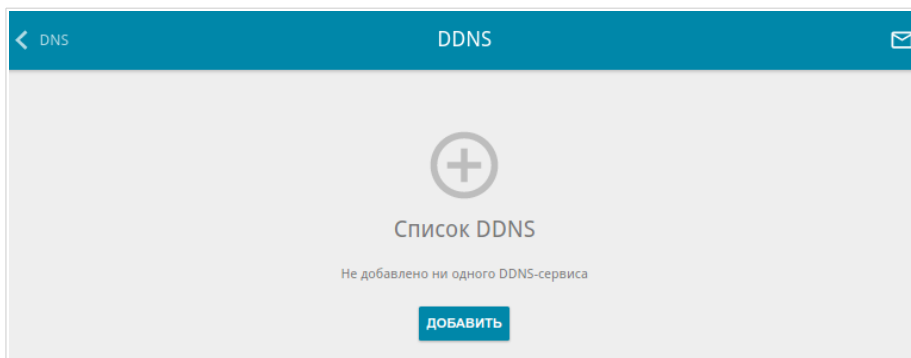 DNS
DDNS
Список DDNS
Не добавлено ни одного DDNS-сервиса
ДОБАВИТЬ